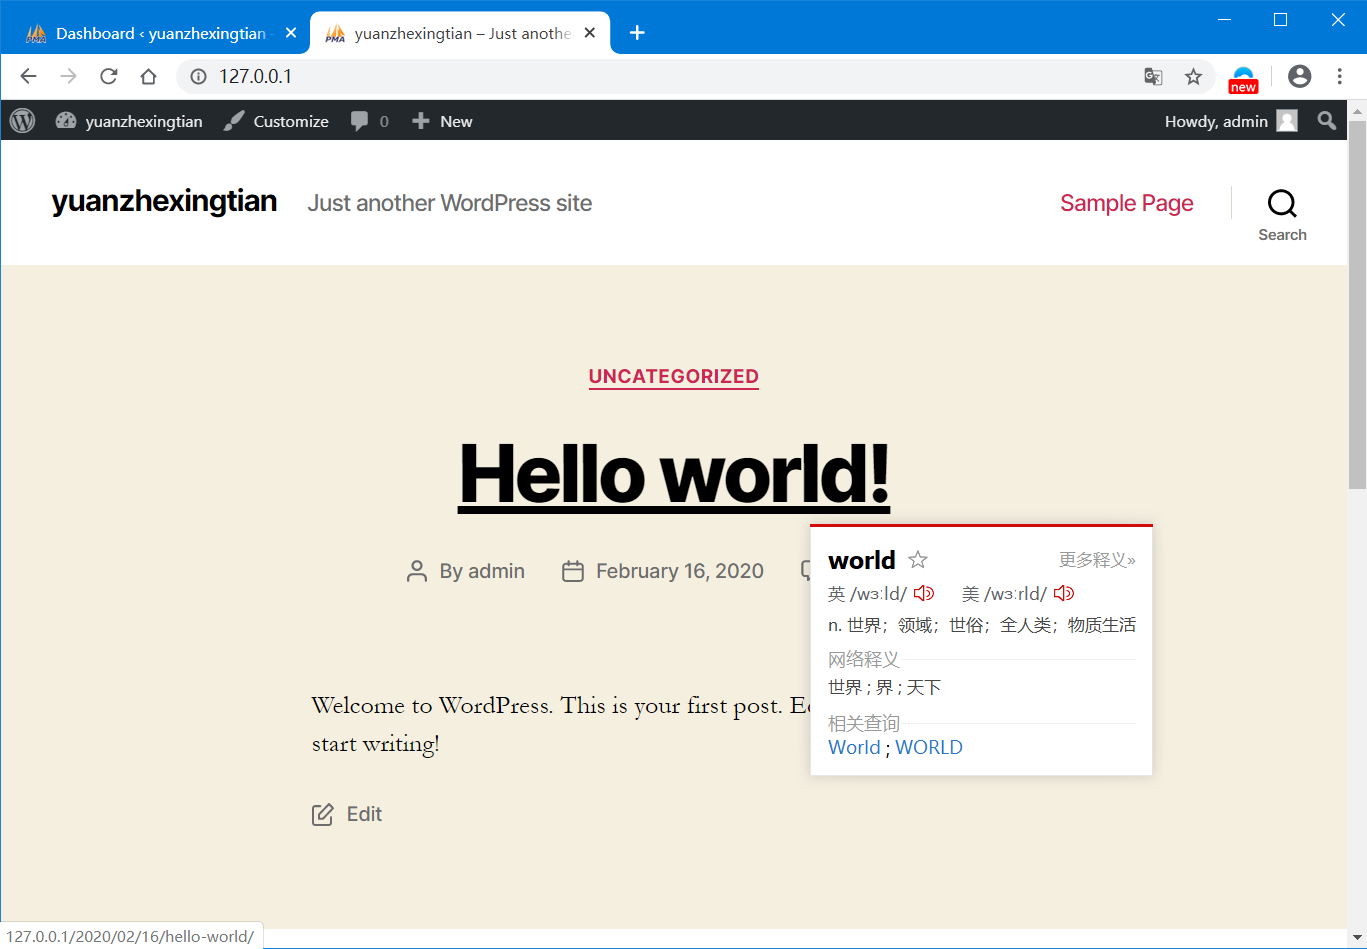 Dashboard ‹ yuanzhexingtian
yuanzhexingtian – Just anothe
127.0.0.1
new
yuanzhexingtian Customize 0 New Howdy, admin
yuanzhexingtian Just another WordPress site Sample Page
Search
UNCATEGORIZED
Hello world!
By admin February 16, 2020
world 更多释义»
英 /wɜːld/ 美 /wɜːrld/
n. 世界；领域；世俗；全人类；物质生活
网络释义
世界 ; 界 ; 天下
相关查询
World ; WORLD
Welcome to WordPress. This is your first post.
start writing!
Edit
127.0.0.1/2020/02/16/hello-world/